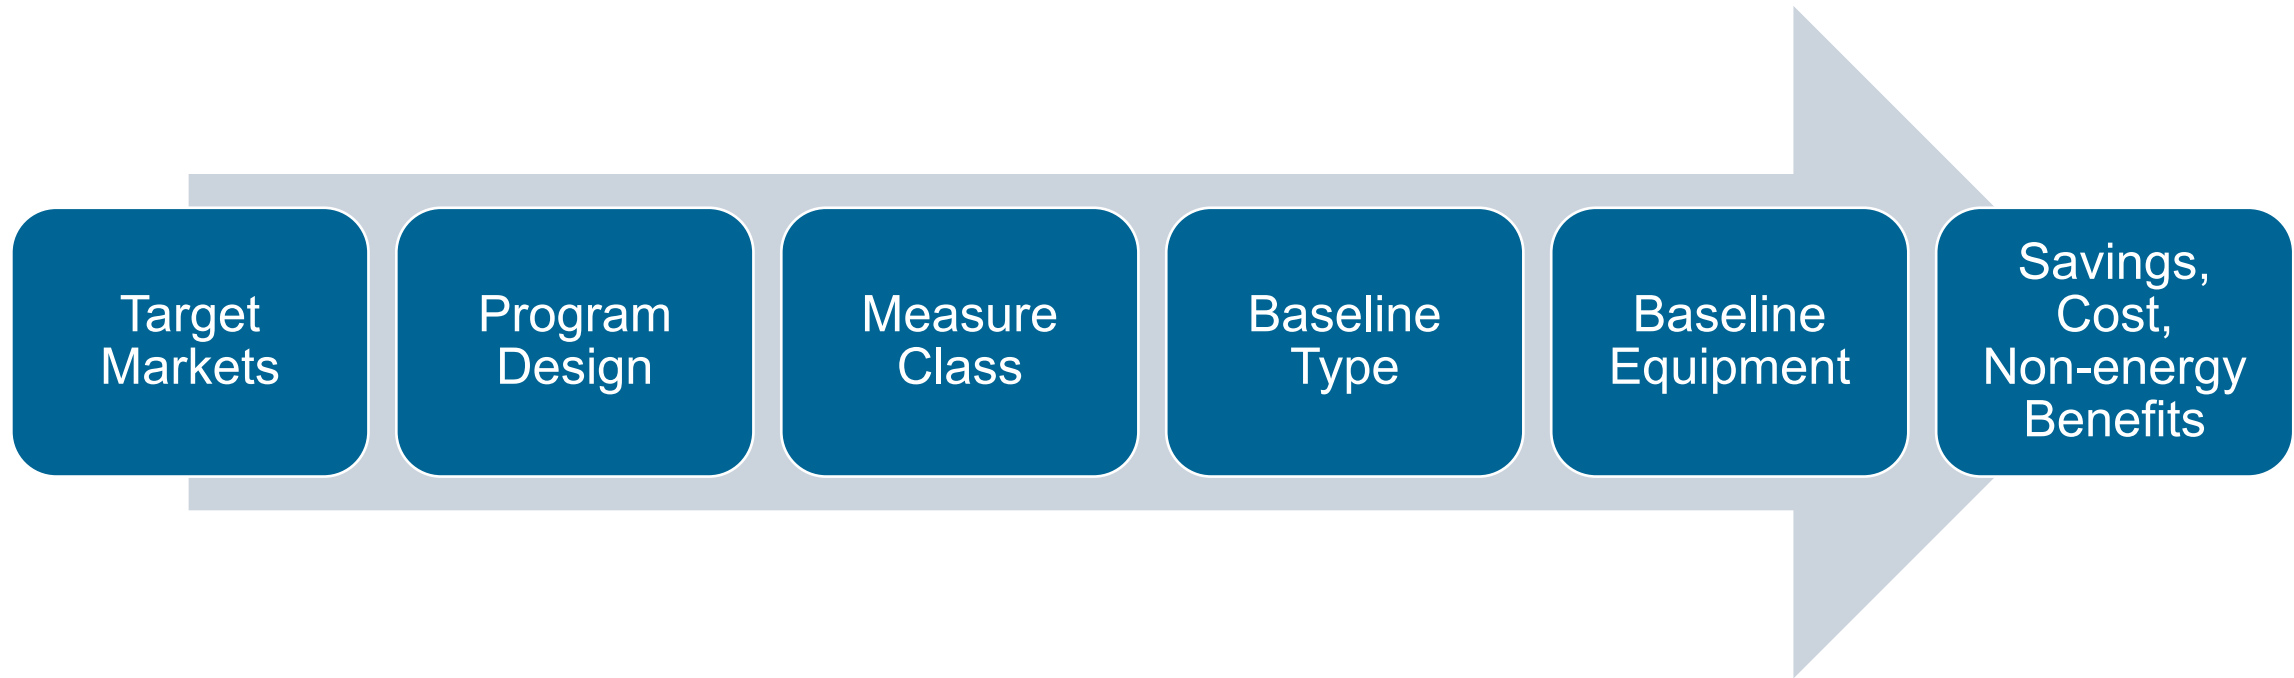 Target
Markets
Program
Design
Measure
Class
Baseline
Type
Baseline
Equipment
Savings,
Cost,
Non-energy
Benefits